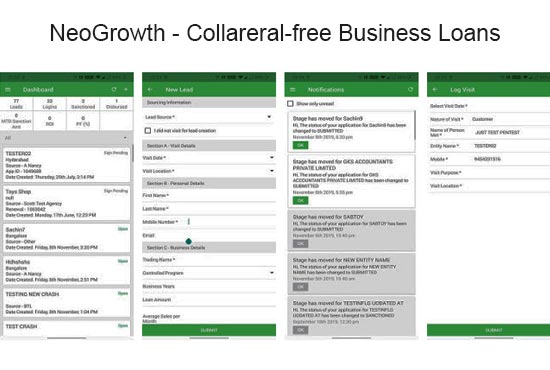 NeoGrowth - Collareral-free Business Loans
Dashboard
77 33 3 1
Leads Logins Sanctioned Disbursed
0 0 0
MTB Sanction Amt ROI PF (%)
All
TESTER02 Sign Pending
Hyderabad
Source - A Nancy
App ID - 1049689
Date Created: Thursday, 25th July, 3:14 PM
Toys Shop Sign Pending
null
Source - Scott Test Agency
Renewal - 1093042
Date Created: Monday, 17th June, 12:23 PM
Sachin7 Open
Bangalore
Source - Other
Date Created: Friday, 8th November, 3:20 PM
Hdhshshs Open
Bangalore
Source - A Nancy
Date Created: Friday, 8th November, 2:51 PM
TESTING NEW CRASH Open
Source - BTL
Date Created: Friday, 8th November, 1:04 PM
TEST CRASH Open
New Lead
Sourcing Information
Lead Source*
I did not visit for lead creation
Section A - Visit Details
Visit Date*
Visit Location*
Section B - Personal Details
First Name
Last Name*
Mobile Number*
Email
Section C - Business Details
Trading Name*
Controlled Program
Business Years
Loan Amount
Average Sales per
Month
SUBMIT
Notifications
Show only unread
Stage has moved for Sachin9
Hi, The status of your application for Sachin9 has been
changed to SUBMITTED
November 8th 2019, 6:20 pm
OK
Stage has moved for GKS ACCOUNTANTS
PRIVATE LIMITED
Hi, The status of your application for GKS
ACCOUNTANTS PRIVATE LIMITED has been changed to
SUBMITTED
November 8th 2019, 5:55 pm
OK
Stage has moved for SABTOY
Hi, The status of your application for SABTOY has been
changed to SUBMITTED
November 6th 2019, 10:40 am
OK
Stage has moved for NEW ENTITY NAME
Hi, The status of your application for NEW ENTITY
NAME has been changed to SUBMITTED
November 5th 2019, 10:40 am
OK
Stage has moved for TESTINFLG UODATED AT
Hi, The status of your application for TESTINFLG
UODATED AT has been changed to SANCTIONED
September 18th 2019, 12:30 pm
OK
Log Visit
Select Visit Date*
Nature of Visit* Customer
Name of Person
Met* JUST TEST PENTEST
Entity Name* TESTER02
Mobile* 9454351516
Visit Purpose*
Visit Location*
SUBMIT